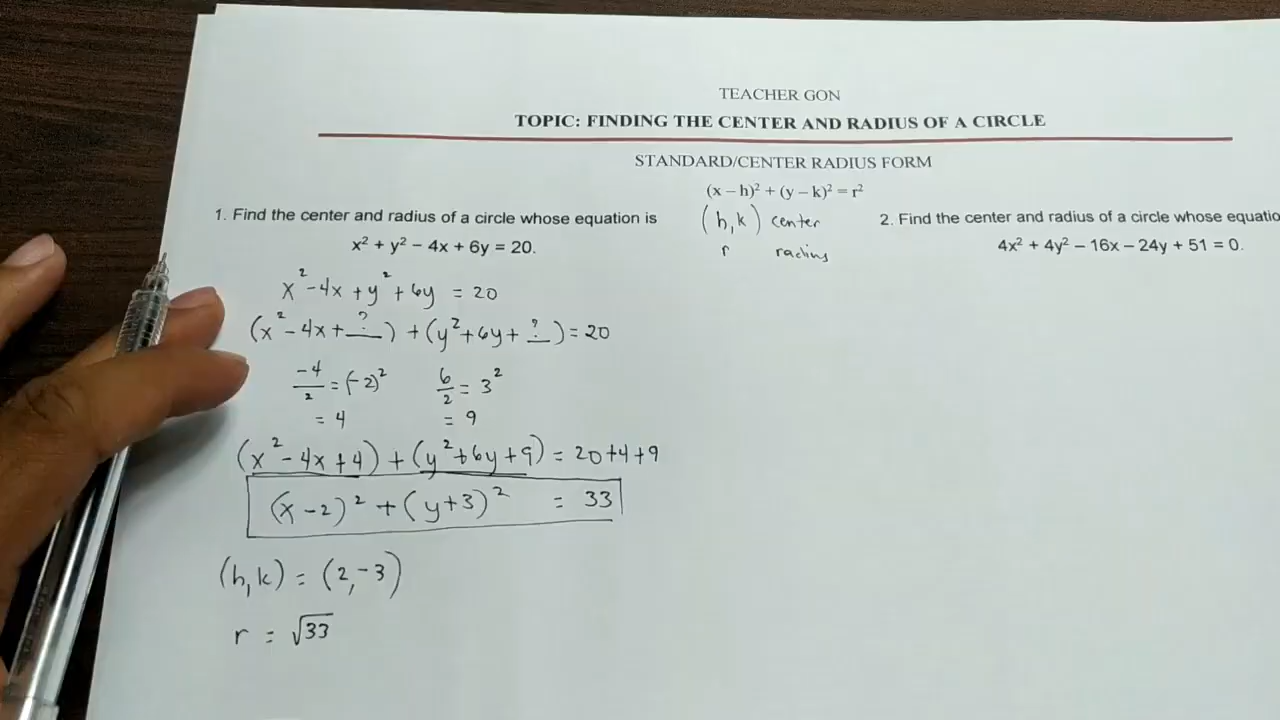 TEACHER GON
TOPIC: FINDING THE CENTER AND RADIUS OF A CIRCLE
STANDARD/CENTER RADIUS FORM
(x – h)² + (y – k)² = r²
(h,k) center
r radius
1. Find the center and radius of a circle whose equation is
x² + y² – 4x + 6y = 20.
x² - 4x + y² + 6y = 20
(x² - 4x + ?) + (y² + 6y + ?) = 20
-4/2 = (-2)² 6/2 = 3²
= 4 = 9
(x² - 4x + 4) + (y² + 6y + 9) = 20 + 4 + 9
(x - 2)² + (y + 3)² = 33
(h,k) = (2,-3)
r = √33
2. Find the center and radius of a circle whose
4x² + 4y² – 16x – 24y + 51 = 0.